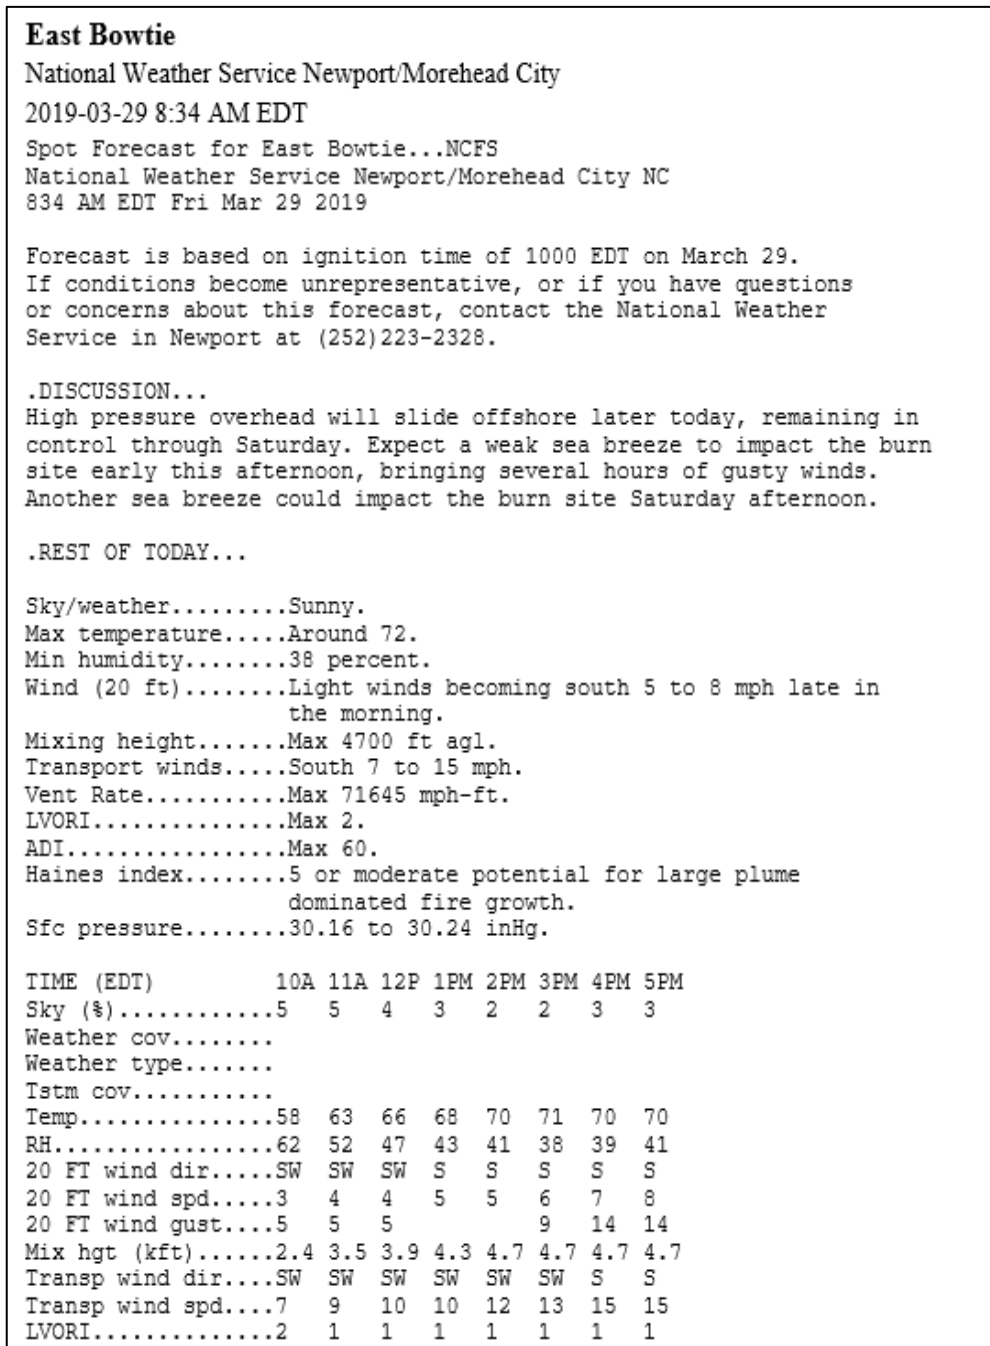 East Bowtie
National Weather Service Newport/Morehead City
2019-03-29 8:34 AM EDT
Spot Forecast for East Bowtie...NCFS
National Weather Service Newport/Morehead City NC
834 AM EDT Fri Mar 29 2019
Forecast is based on ignition time of 1000 EDT on March 29.
If conditions become unrepresentative, or if you have questions
or concerns about this forecast, contact the National Weather
Service in Newport at (252)223-2328.
.DISCUSSION...
High pressure overhead will slide offshore later today, remaining in
control through Saturday. Expect a weak sea breeze to impact the burn
site early this afternoon, bringing several hours of gusty winds.
Another sea breeze could impact the burn site Saturday afternoon.
.REST OF TODAY...
Sky/weather.........Sunny.
Max temperature.....Around 72.
Min humidity........38 percent.
Wind (20 ft)........Light winds becoming south 5 to 8 mph late in
                    the morning.
Mixing height.......Max 4700 ft agl.
Transport winds.....South 7 to 15 mph.
Vent Rate...........Max 71645 mph-ft.
LVORI...............Max 2.
ADI.................Max 60.
Haines index........5 or moderate potential for large plume
                    dominated fire growth.
Sfc pressure........30.16 to 30.24 inHg.
TIME (EDT)         10A 11A 12P 1PM 2PM 3PM 4PM 5PM
Sky (%)............5   5   4   3   2   2   3   3
Weather cov........
Weather type.......
Tstm cov...........
Temp...............58  63  66  68  70  71  70  70
RH.................62  52  47  43  41  38  39  41
20 FT wind dir.....SW  SW  SW  S   S   S   S   S
20 FT wind spd.....3   4   4   5   5   6   7   8
20 FT wind gust....5   5   5           9   14  14
Mix hgt (kft)......2.4 3.5 3.9 4.3 4.7 4.7 4.7 4.7
Transp wind dir....SW  SW  SW  SW  SW  SW  S   S
Transp wind spd....7   9   10  10  12  13  15  15
LVORI..............2   1   1   1   1   1   1   1